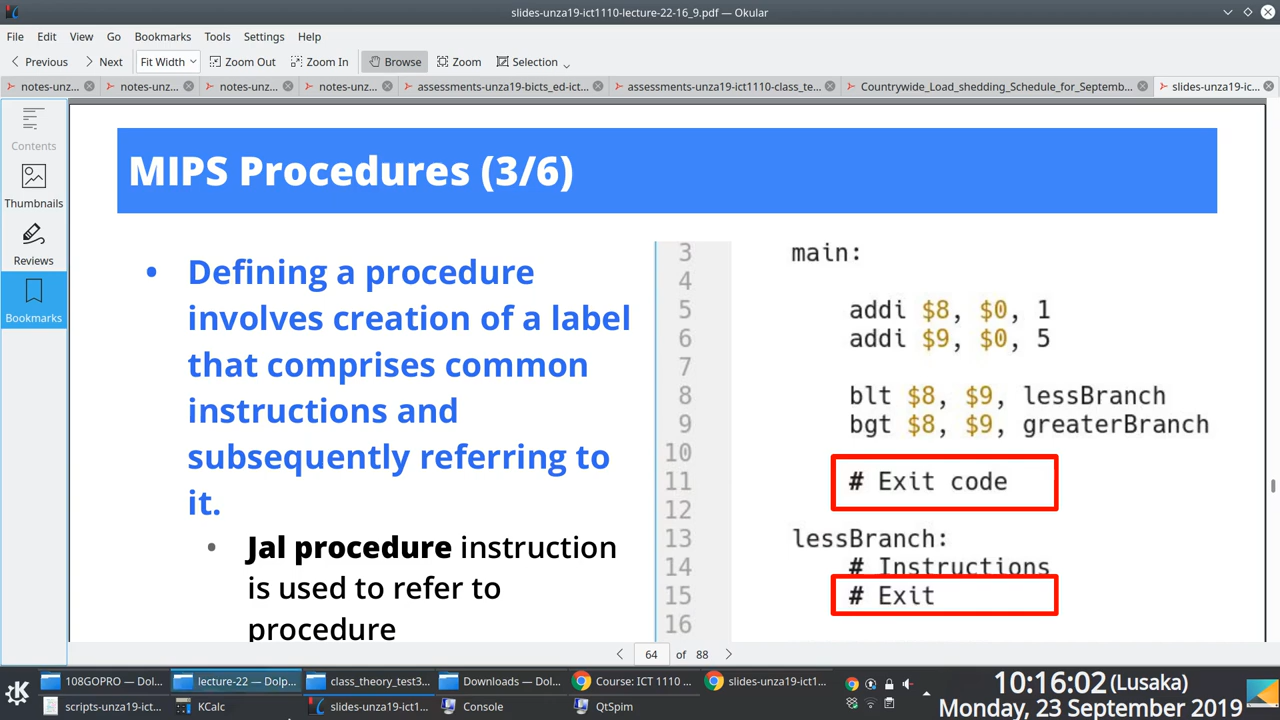 slides-unza19-ict1110-lecture-22-16_9.pdf — Okular
File Edit View Go Bookmarks Tools Settings Help
Previous Next Fit Width Zoom Out Zoom In Browse Zoom Selection
notes-unz... notes-unz... notes-unz... notes-unz... assessments-unza19-bicts_ed-ict... assessments-unza19-ict1110-class_te... Countrywide_Load_shedding_Schedule_for_Septemb... slides-unza19-ic...
Contents
Thumbnails
Reviews
Bookmarks
MIPS Procedures (3/6)
• Defining a procedure
involves creation of a label
that comprises common
instructions and
subsequently referring to
it.
• Jal procedure instruction
is used to refer to
procedure
3 main:
4
5 addi $8, $0, 1
6 addi $9, $0, 5
7
8 blt $8, $9, lessBranch
9 bgt $8, $9, greaterBranch
10
11 # Exit code
12
13 lessBranch:
14 # Instructions
15 # Exit
16
64 of 88
108GOPRO — Dol... lecture-22 — Dolp... class_theory_test3... Downloads — Dol... Course: ICT 1110 ... slides-unza19-ict1...
scripts-unza19-ict... KCalc slides-unza19-ict1... Console QtSpim
10:16:02 (Lusaka)
Monday, 23 September 2019